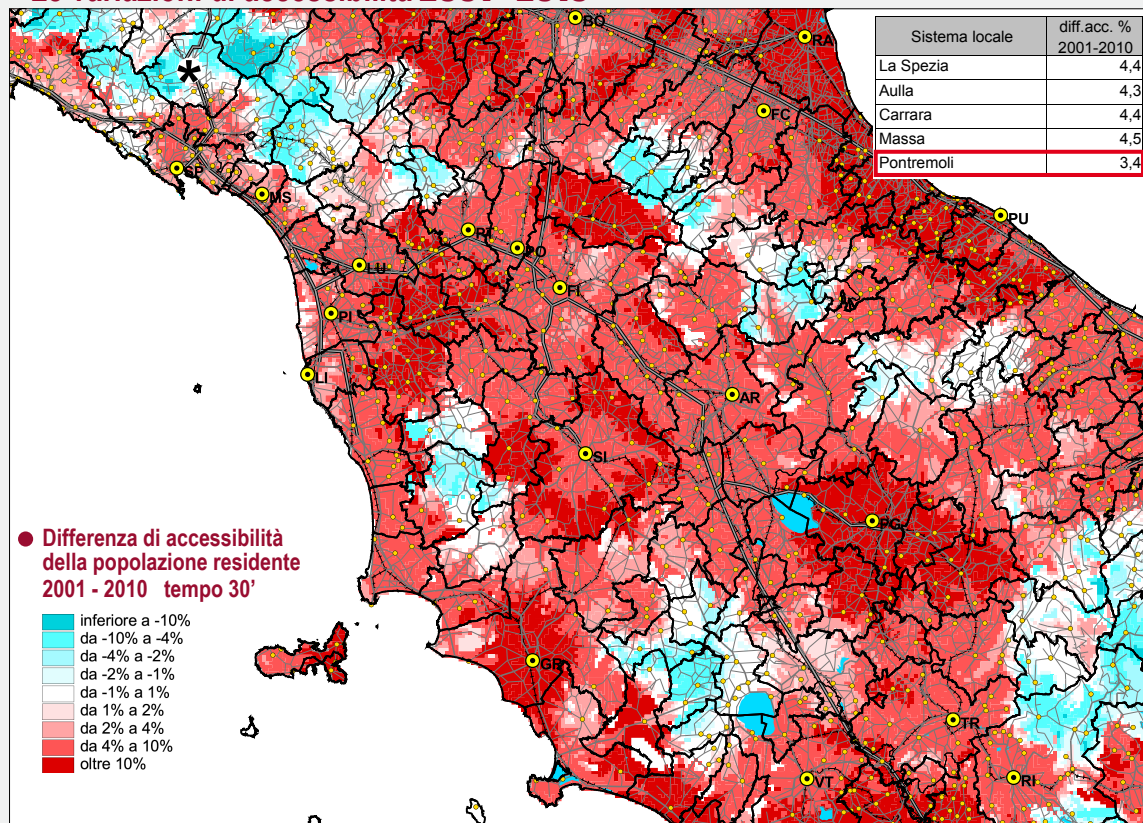 Sistema locale diff.acc. % 2001-2010
La Spezia 4,4
Aulla 4,3
Carrara 4,4
Massa 4,5
Pontremoli 3,4
*
BO
RA
FC
SP
MS
PU
PT
PO
LU
FI
PI
LI
AR
SI
PG
GR
TR
VT
RI
Differenza di accessibilità
della popolazione residente
2001 - 2010 tempo 30'
inferiore a -10%
da -10% a -4%
da -4% a -2%
da -2% a -1%
da -1% a 1%
da 1% a 2%
da 2% a 4%
da 4% a 10%
oltre 10%